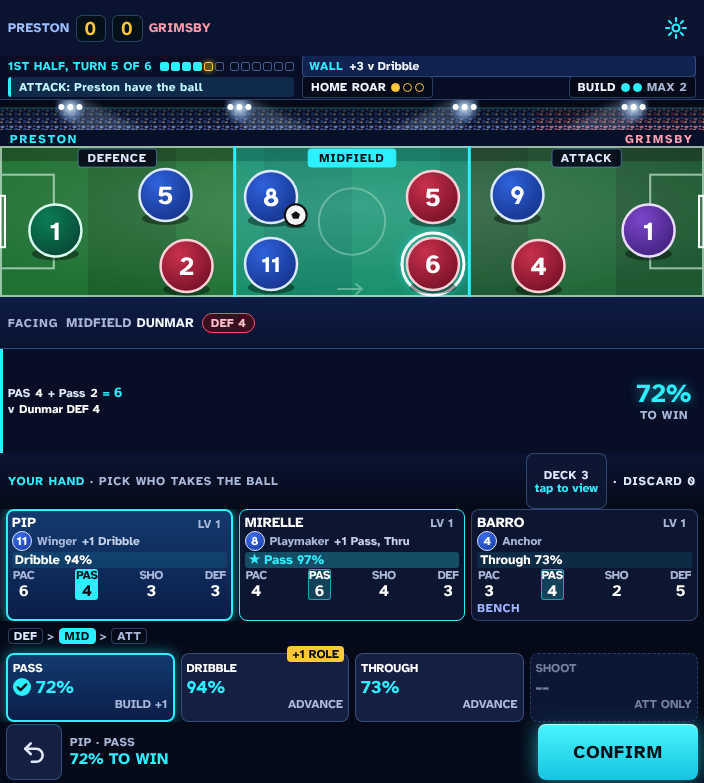 PRESTON 0 0 GRIMSBY
1ST HALF, TURN 5 OF 6
WALL +3 v Dribble
ATTACK: Preston have the ball
HOME ROAR
BUILD MAX 2
PRESTON GRIMSBY
DEFENCE MIDFIELD ATTACK
5 8 5 9
1 1
2 11 6 4
FACING MIDFIELD DUNMAR DEF 4
PAS 4 + Pass 2 = 6
v Dunmar DEF 4
72%
TO WIN
YOUR HAND · PICK WHO TAKES THE BALL
DECK 3
tap to view
· DISCARD 0
PIP LV 1
11 Winger +1 Dribble
Dribble 94%
PAC PAS SHO DEF
6 4 3 3
MIRELLE LV 1
8 Playmaker +1 Pass, Thru
★ Pass 97%
PAC PAS SHO DEF
4 6 4 3
BARRO LV 1
4 Anchor
Through 73%
PAC PAS SHO DEF
3 4 2 5
BENCH
DEF > MID > ATT
PASS
72%
BUILD +1
+1 ROLE
DRIBBLE
94%
ADVANCE
THROUGH
73%
ADVANCE
SHOOT
--
ATT ONLY
PIP · PASS
72% TO WIN
CONFIRM